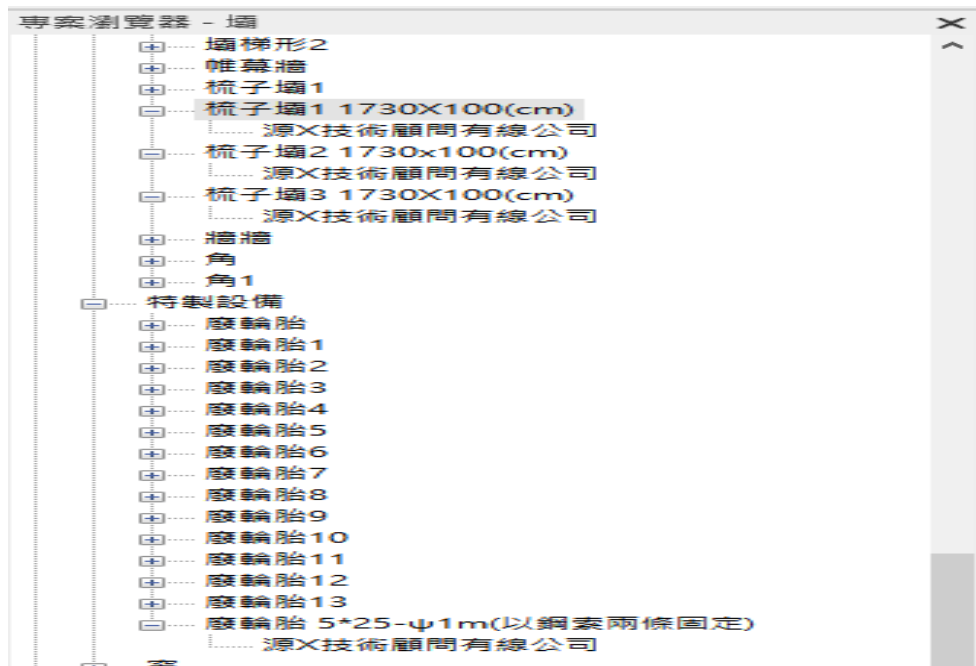 專案瀏覽器 - 壩
壩梯形2
帷幕牆
梳子壩1
梳子壩1 1730X100(cm)
源X技術顧問有線公司
梳子壩2 1730x100(cm)
源X技術顧問有線公司
梳子壩3 1730X100(cm)
源X技術顧問有線公司
牆牆
角
角1
特製設備
廢輪胎
廢輪胎1
廢輪胎2
廢輪胎3
廢輪胎4
廢輪胎5
廢輪胎6
廢輪胎7
廢輪胎8
廢輪胎9
廢輪胎10
廢輪胎11
廢輪胎12
廢輪胎13
廢輪胎 5*25-ψ1m(以鋼索兩條固定)
源X技術顧問有線公司